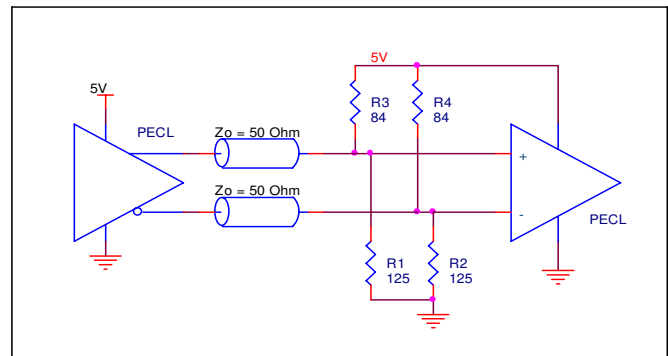 5V
5V
PECL
R3
84
R4
84
Zo = 50 Ohm
+
Zo = 50 Ohm
-
PECL
R1
125
R2
125